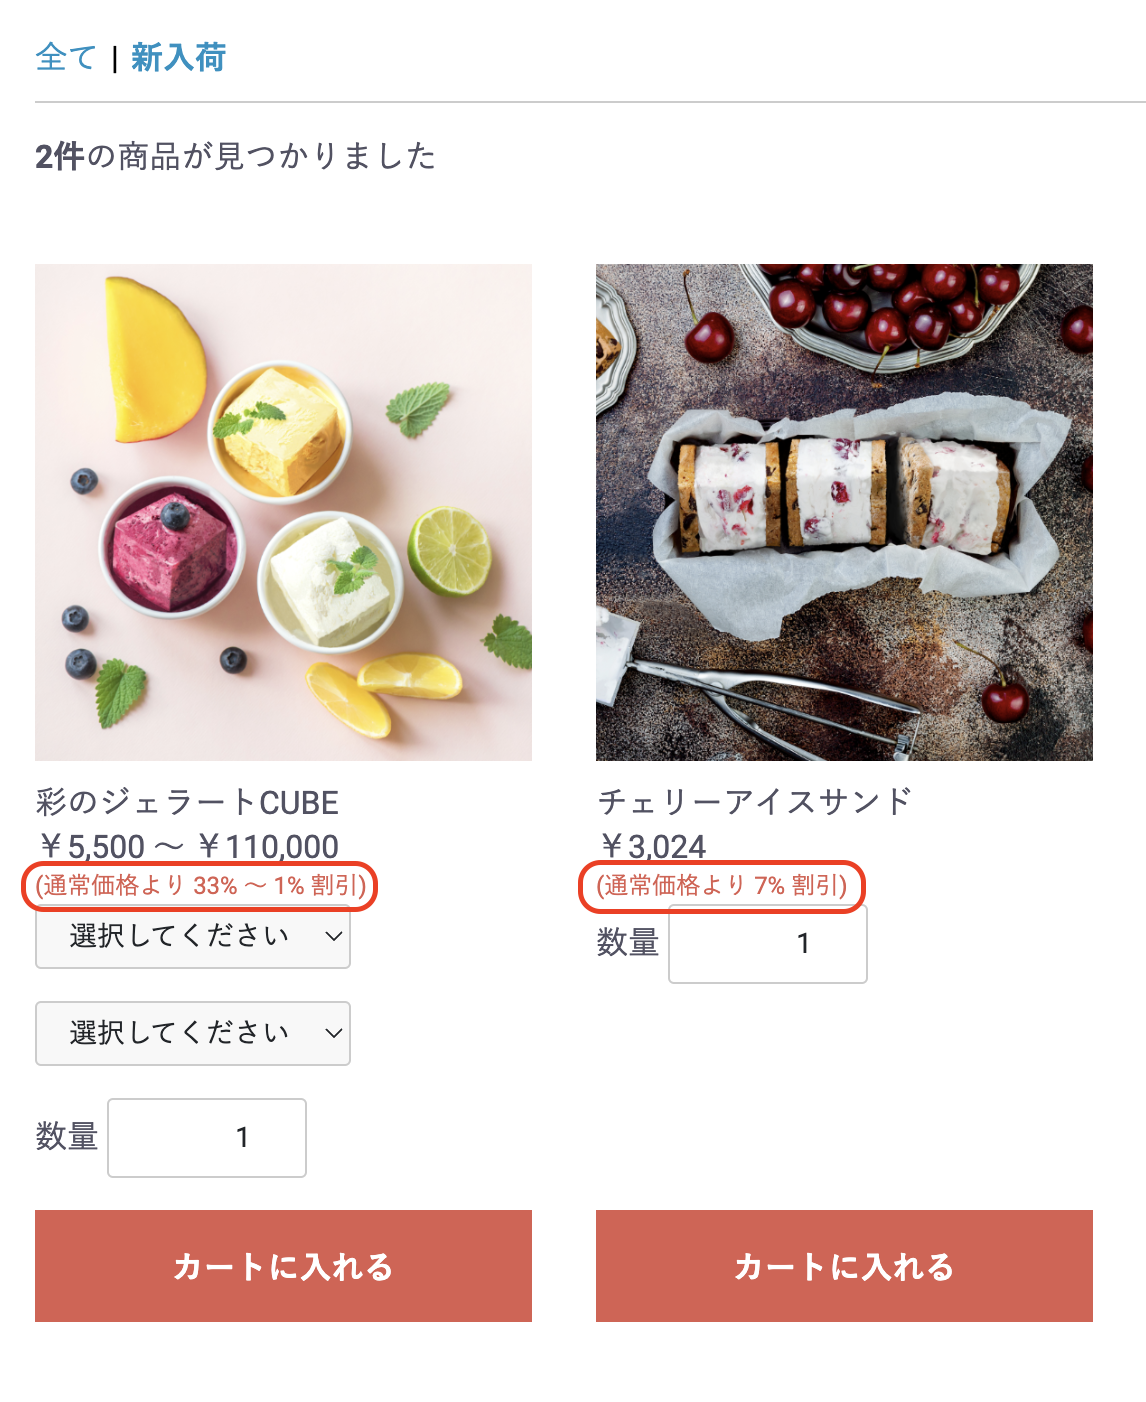 全て | 新入荷
2件の商品が見つかりました
彩のジェラートCUBE
￥5,500 ～ ￥110,000
(通常価格より 33% ～ 1% 割引)
選択してください
選択してください
数量 1
カートに入れる
チェリーアイスサンド
￥3,024
(通常価格より 7% 割引)
数量 1
カートに入れる